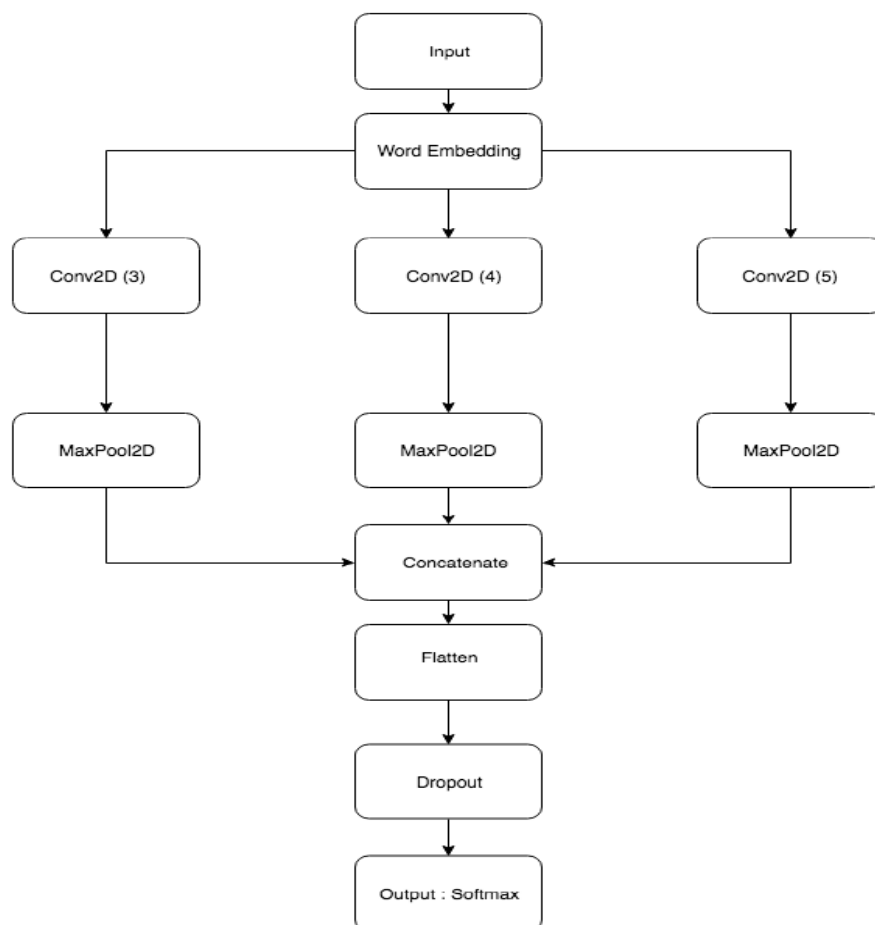 Input
Word Embedding
Conv2D (3)
Conv2D (4)
Conv2D (5)
MaxPool2D
MaxPool2D
MaxPool2D
Concatenate
Flatten
Dropout
Output : Softmax